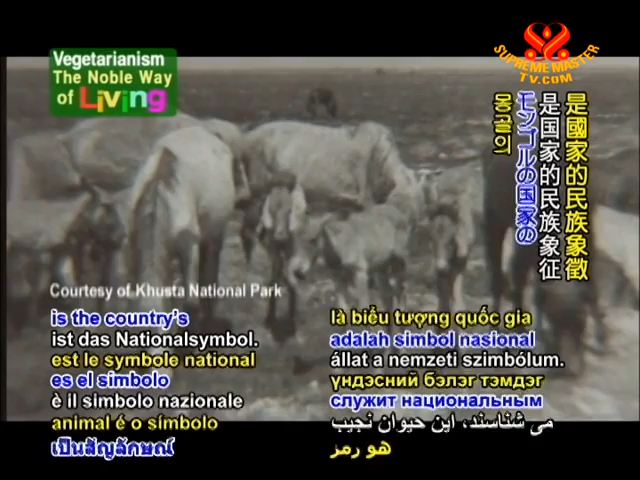 Vegetarianism
The Noble Way
of Living
SUPREME MASTER
TV.COM
是國家的民族象徵
是国家的民族象征
モンゴルの国家の
몽골의
Courtesy of Khusta National Park
is the country's
ist das Nationalsymbol.
est le symbole national
es el simbolo
è il simbolo nazionale
animal é o símbolo
เป็นสัญลักษณ์
là biểu tượng quốc gia
adalah simbol nasional
állat a nemzeti szimbólum.
үндэсний бэлэг тэмдэг
служит национальным
می شناسند، این حیوان نجیب
هو رمز